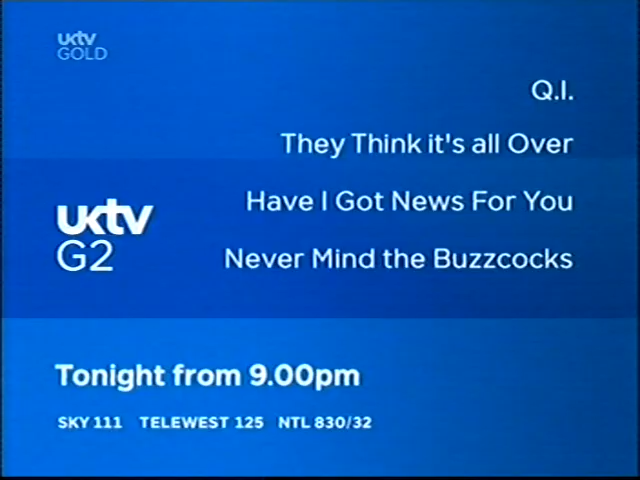 uktv
GOLD
Q.I.
They Think it's all Over
Have I Got News For You
Never Mind the Buzzcocks
uktv
G2
Tonight from 9.00pm
SKY 111 TELEWEST 125 NTL 830/32